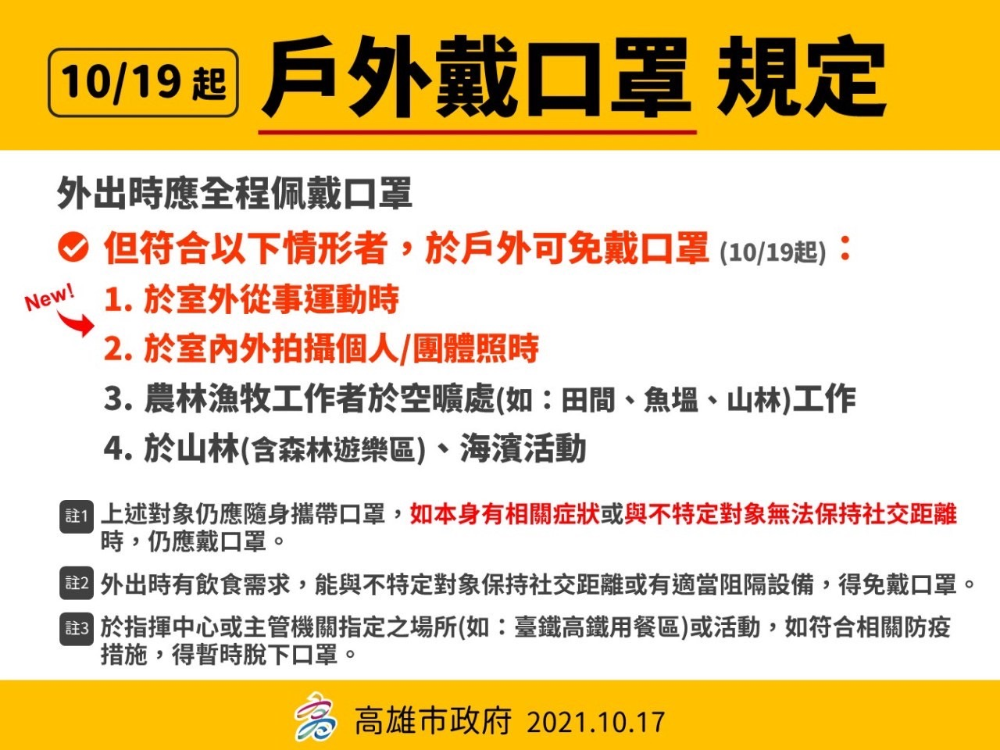 10/19 起 戶外戴口罩 規定
外出時應全程佩戴口罩
但符合以下情形者，於戶外可免戴口罩 (10/19起)：
New!
1. 於室外從事運動時
2. 於室內外拍攝個人/團體照時
3. 農林漁牧工作者於空曠處(如：田間、魚塭、山林)工作
4. 於山林(含森林遊樂區)、海濱活動
註1 上述對象仍應隨身攜帶口罩，如本身有相關症狀或與不特定對象無法保持社交距離
時，仍應戴口罩。
註2 外出時有飲食需求，能與不特定對象保持社交距離或有適當阻隔設備，得免戴口罩。
註3 於指揮中心或主管機關指定之場所(如：臺鐵高鐵用餐區)或活動，如符合相關防疫
措施，得暫時脫下口罩。
高雄市政府 2021.10.17